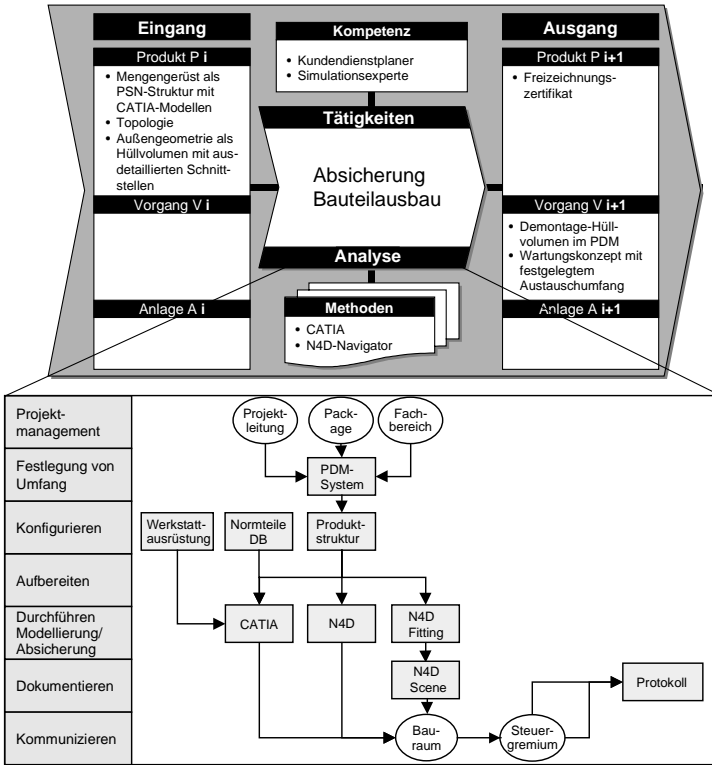 Eingang
Produkt P i
• Mengengerüst als
PSN-Struktur mit
CATIA-Modellen
• Topologie
• Außengeometrie als
Hüllvolumen mit aus-
detaillierten Schnitt-
stellen
Vorgang V i
Anlage A i
Kompetenz
• Kundendienstplaner
• Simulationsexperte
Tätigkeiten
Absicherung
Bauteilausbau
Analyse
Methoden
• CATIA
• N4D-Navigator
Ausgang
Produkt P i+1
• Freizeichnungs-
zertifikat
Vorgang V i+1
• Demontage-Hüll-
volumen im PDM
• Wartungskonzept mit
festgelegtem
Austauschumfang
Anlage A i+1
Projekt-
management
Projekt-
leitung
Pack-
age
Fach-
bereich
Festlegung von
Umfang
PDM-
System
Konfigurieren
Werkstatt-
ausrüstung
Normteile
DB
Produkt-
struktur
Aufbereiten
Durchführen
Modellierung/
Absicherung
CATIA
N4D
N4D
Fitting
Dokumentieren
N4D
Scene
Protokoll
Kommunizieren
Bau-
raum
Steuer-
gremium